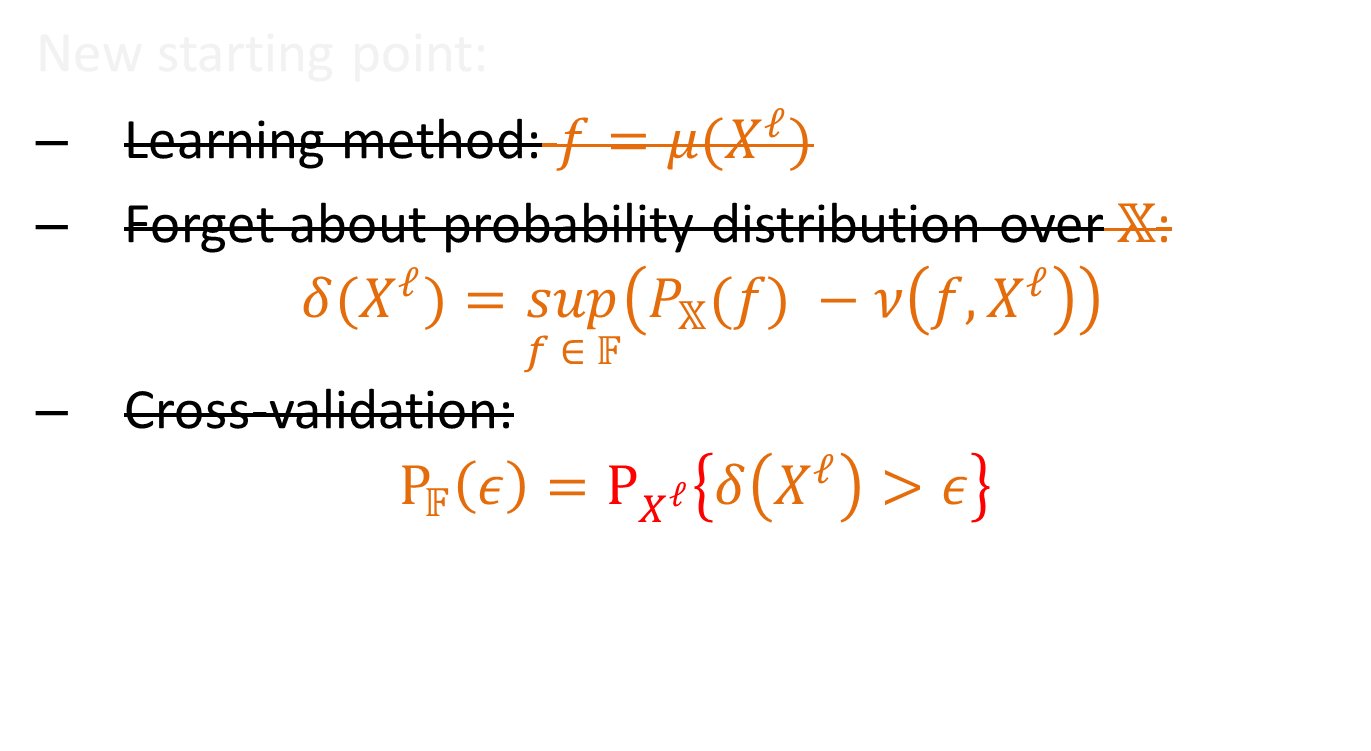 New starting point:
– Learning method: f = μ(X^ℓ)
– Forget about probability distribution over 𝕏:
δ(X^ℓ) = sup(P_𝕏(f) − ν(f, X^ℓ))
f ∈ 𝔽
– Cross-validation:
P_𝔽(ϵ) = P_{X^ℓ}{δ(X^ℓ) > ϵ}